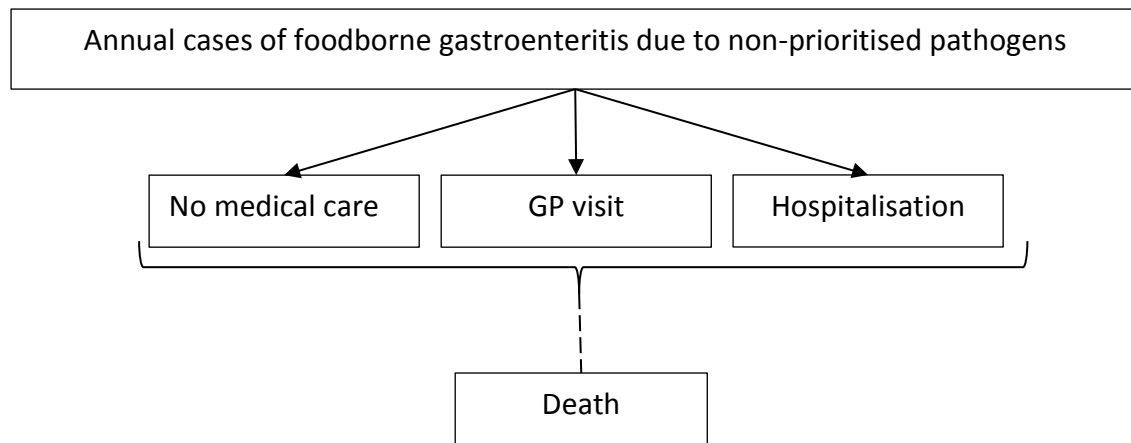 Annual cases of foodborne gastroenteritis due to non-prioritised pathogens
No medical care
GP visit
Hospitalisation
Death